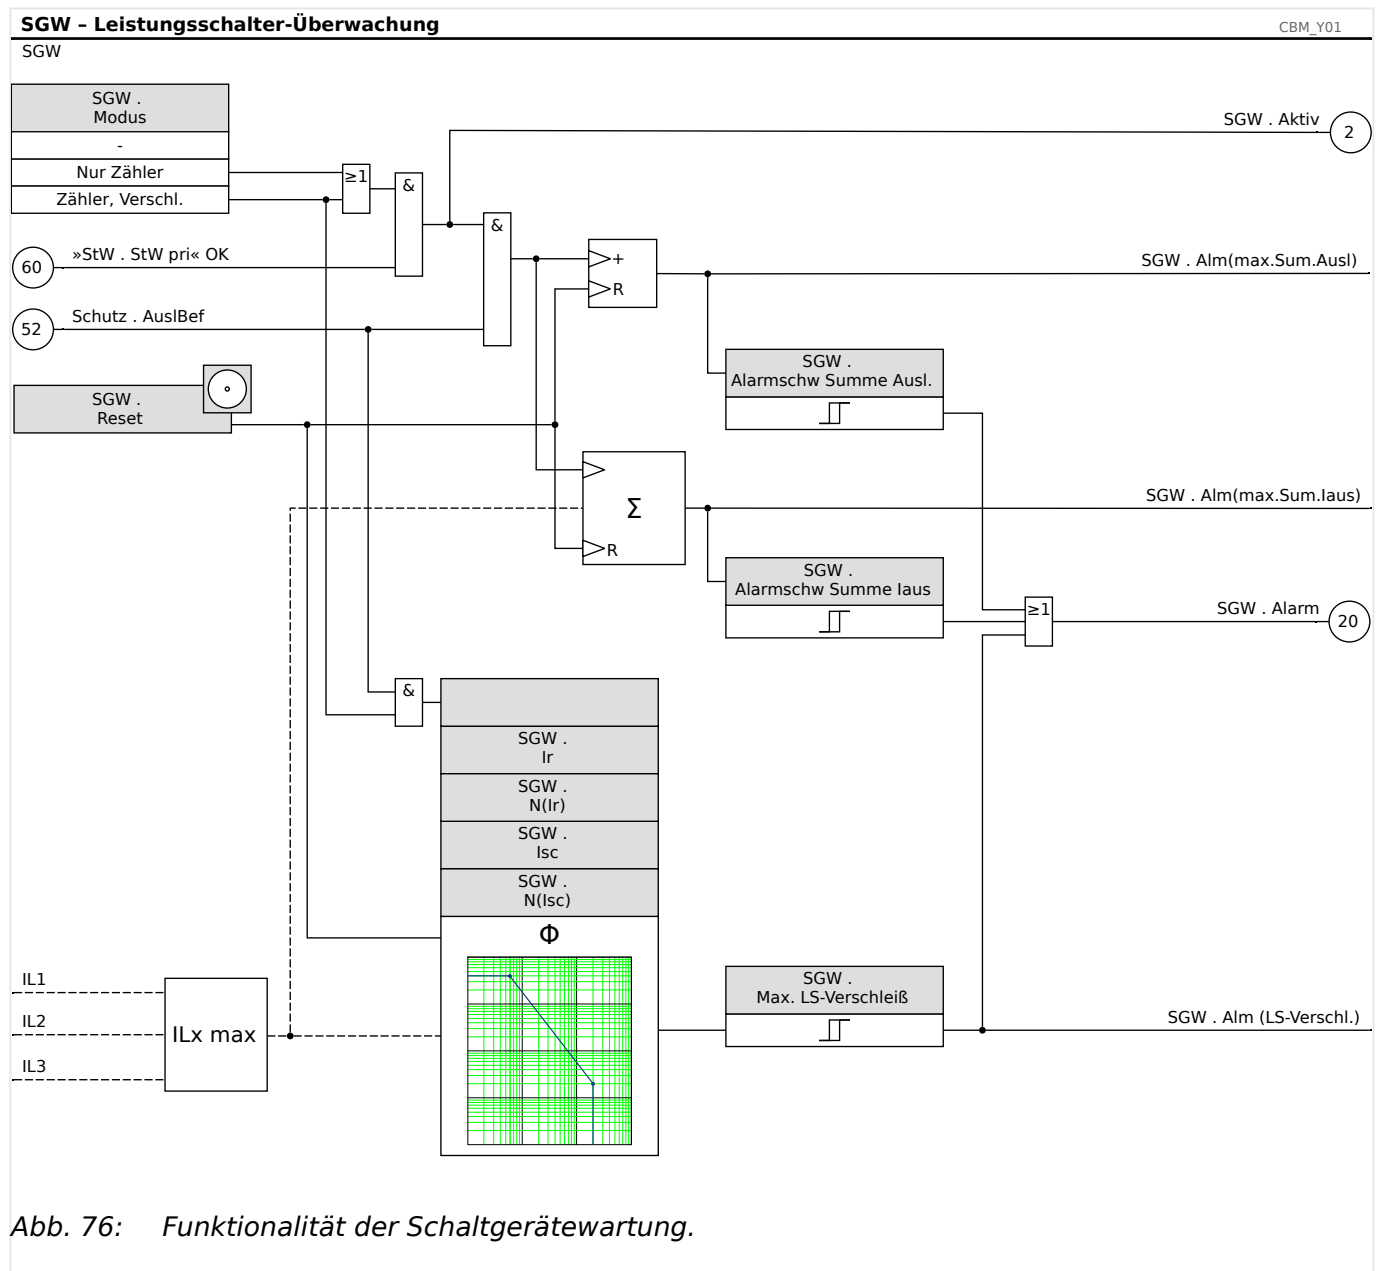 SGW – Leistungsschalter-Überwachung
CBM_Y01
SGW
SGW .
Modus
-
Nur Zähler
Zähler, Verschl.
≥1
&
&
SGW . Aktiv
2
60
»StW . StW pri« OK
52
Schutz . AuslBef
+
R
SGW . Alm(max.Sum.Ausl)
SGW .
Alarmschw Summe Ausl.
SGW .
Reset
Σ
R
SGW . Alm(max.Sum.Iaus)
SGW .
Alarmschw Summe Iaus
≥1
SGW . Alarm
20
&
SGW .
Ir
SGW .
N(Ir)
SGW .
Isc
SGW .
N(Isc)
Φ
IL1
IL2
IL3
ILx max
SGW .
Max. LS-Verschleiß
SGW . Alm (LS-Verschl.)
Abb. 76: Funktionalität der Schaltgerätewartung.